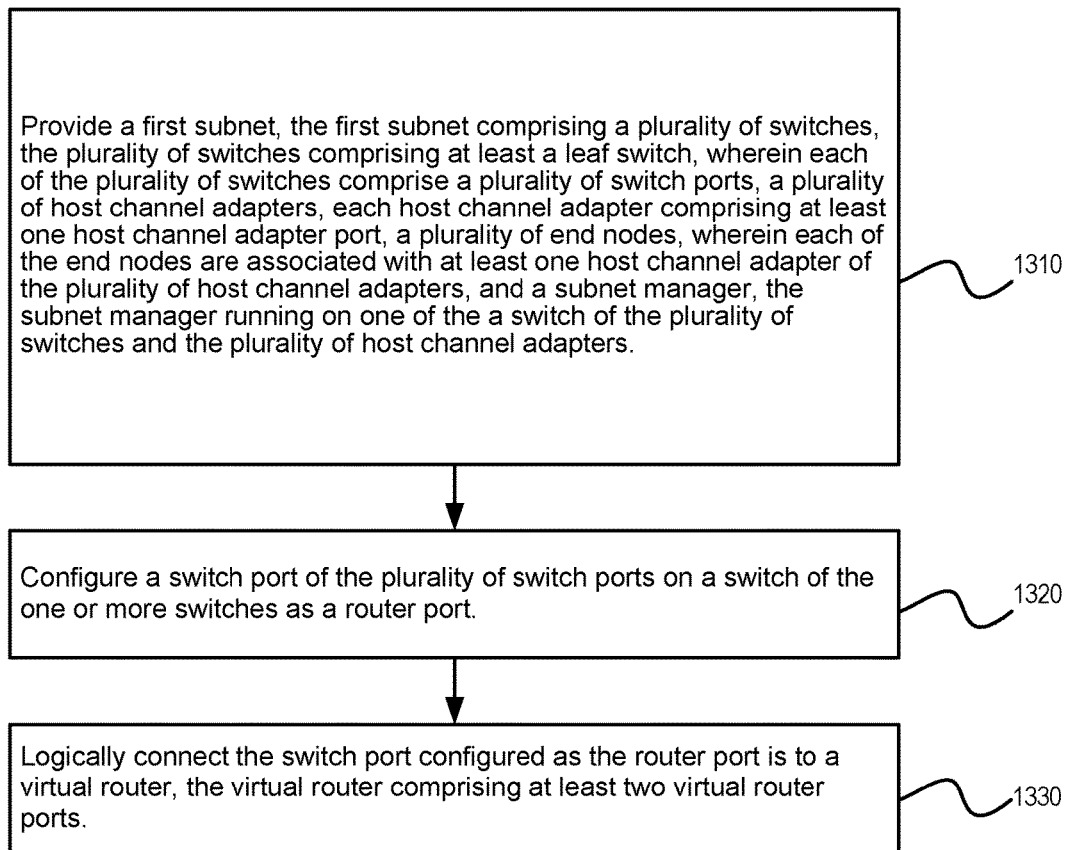 Provide a first subnet, the first subnet comprising a plurality of switches,
the plurality of switches comprising at least a leaf switch, wherein each
of the plurality of switches comprise a plurality of switch ports, a plurality
of host channel adapters, each host channel adapter comprising at least
one host channel adapter port, a plurality of end nodes, wherein each of
the end nodes are associated with at least one host channel adapter of
the plurality of host channel adapters, and a subnet manager, the
subnet manager running on one of the a switch of the plurality of
switches and the plurality of host channel adapters.
1310
Configure a switch port of the plurality of switch ports on a switch of the
one or more switches as a router port.
1320
Logically connect the switch port configured as the router port is to a
virtual router, the virtual router comprising at least two virtual router
ports.
1330